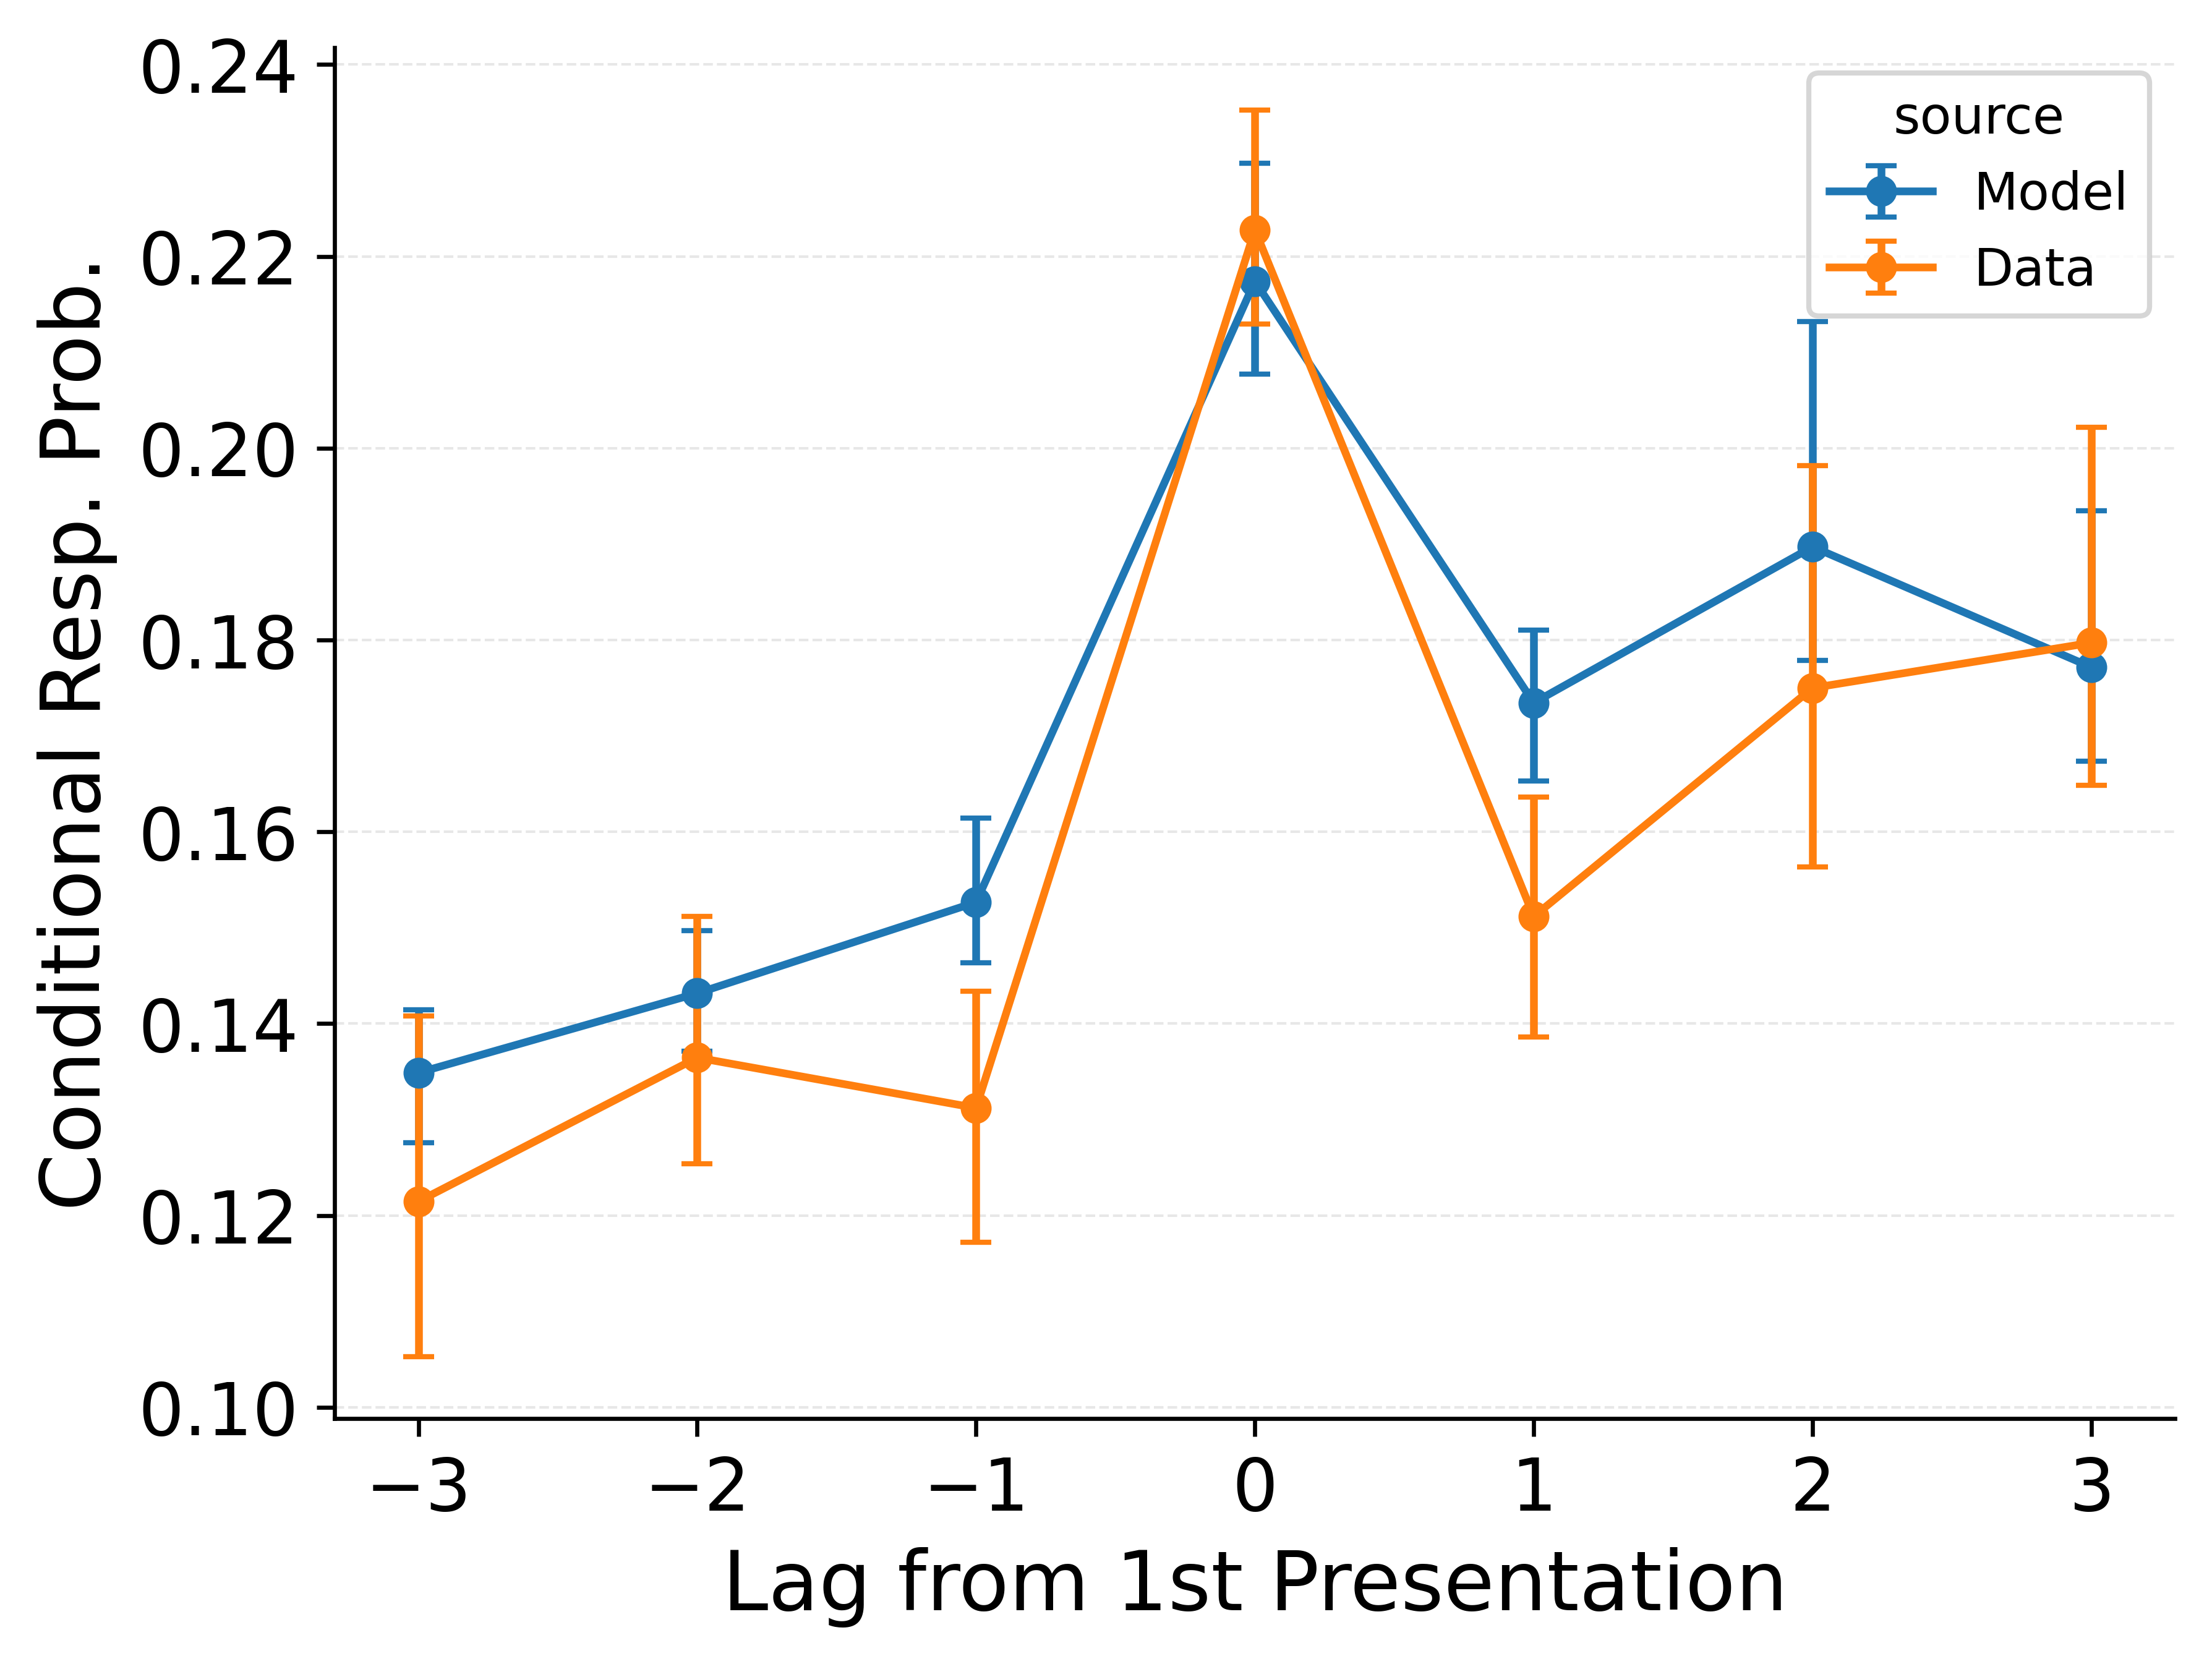 0.24
0.22
0.20
0.18
0.16
0.14
0.12
0.10
Conditional Resp. Prob.
source
Model
Data
−3 −2 −1 0 1 2 3
Lag from 1st Presentation